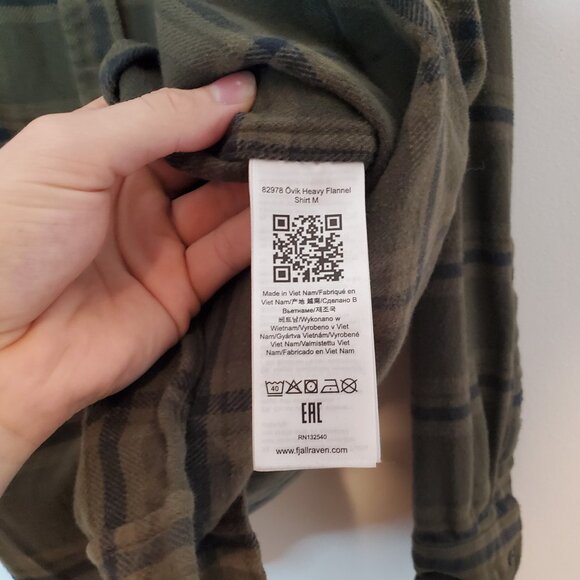 82978 Övik Heavy Flannel
Shirt M
Made in Viet Nam/Fabriqué en
Viet Nam/产地 越南/Сделано В
Вьетнаме/제조국
베트남/Wykonano w
Wietnam/Vyrobeno v Viet
Nam/Gyártva Vietnám/Vyrobené
Viet Nam/Valmistettu Viet
Nam/Fabricado en Viet Nam
40
EAC
RN132540
www.fjallraven.com